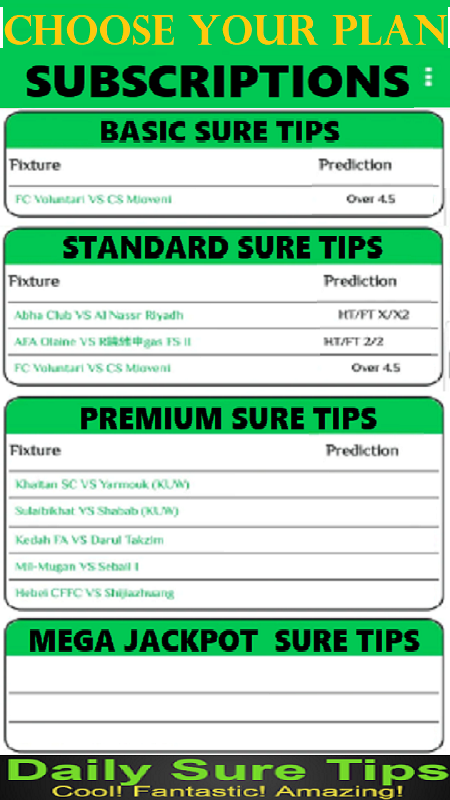 CHOOSE YOUR PLAN
SUBSCRIPTIONS
BASIC SURE TIPS
Fixture Prediction
FC Voluntari VS CS Mioveni Over 4.5
STANDARD SURE TIPS
Fixture Prediction
Abha Club VS Al Nassr Riyadh HT/FT X/X2
AFA Olaine VS gas FS II HT/FT 2/2
FC Voluntari VS CS Mioveni Over 4.5
PREMIUM SURE TIPS
Fixture Prediction
Khaitan SC VS Yarmouk (KUW)
Sulaibikhat VS Shabab (KUW)
Kedah FA VS Darul Takzim
Mil-Mugan VS Sebail I
Hebei CFFC VS Shijiazhuang
MEGA JACKPOT SURE TIPS
Daily Sure Tips
Cool! Fantastic! Amazing!